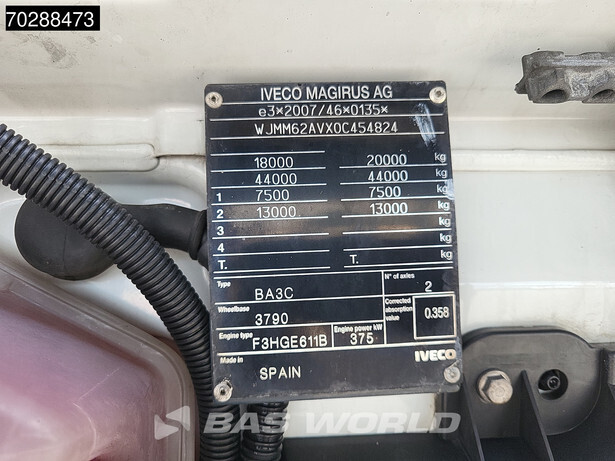 70288473
IVECO MAGIRUS AG
e3*2007/46*0135*
WJMM62AVX0C454824
18000 20000 kg
44000 44000 kg
1 7500 7500 kg
2 13000 13000 kg
3 kg
4 kg
T. T. kg
Type BA3C N° of axles 2
Wheelbase 3790 Corrected absorption value 0.358
Engine type F3HGE611B Engine power kW 375
Made in SPAIN IVECO
BAS WORLD